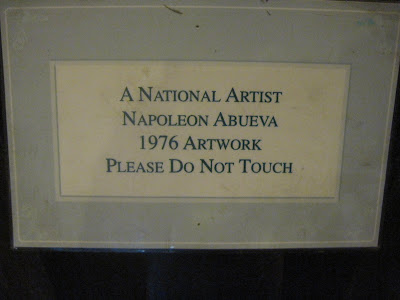 A NATIONAL ARTIST
NAPOLEON ABUEVA
1976 ARTWORK
PLEASE DO NOT TOUCH